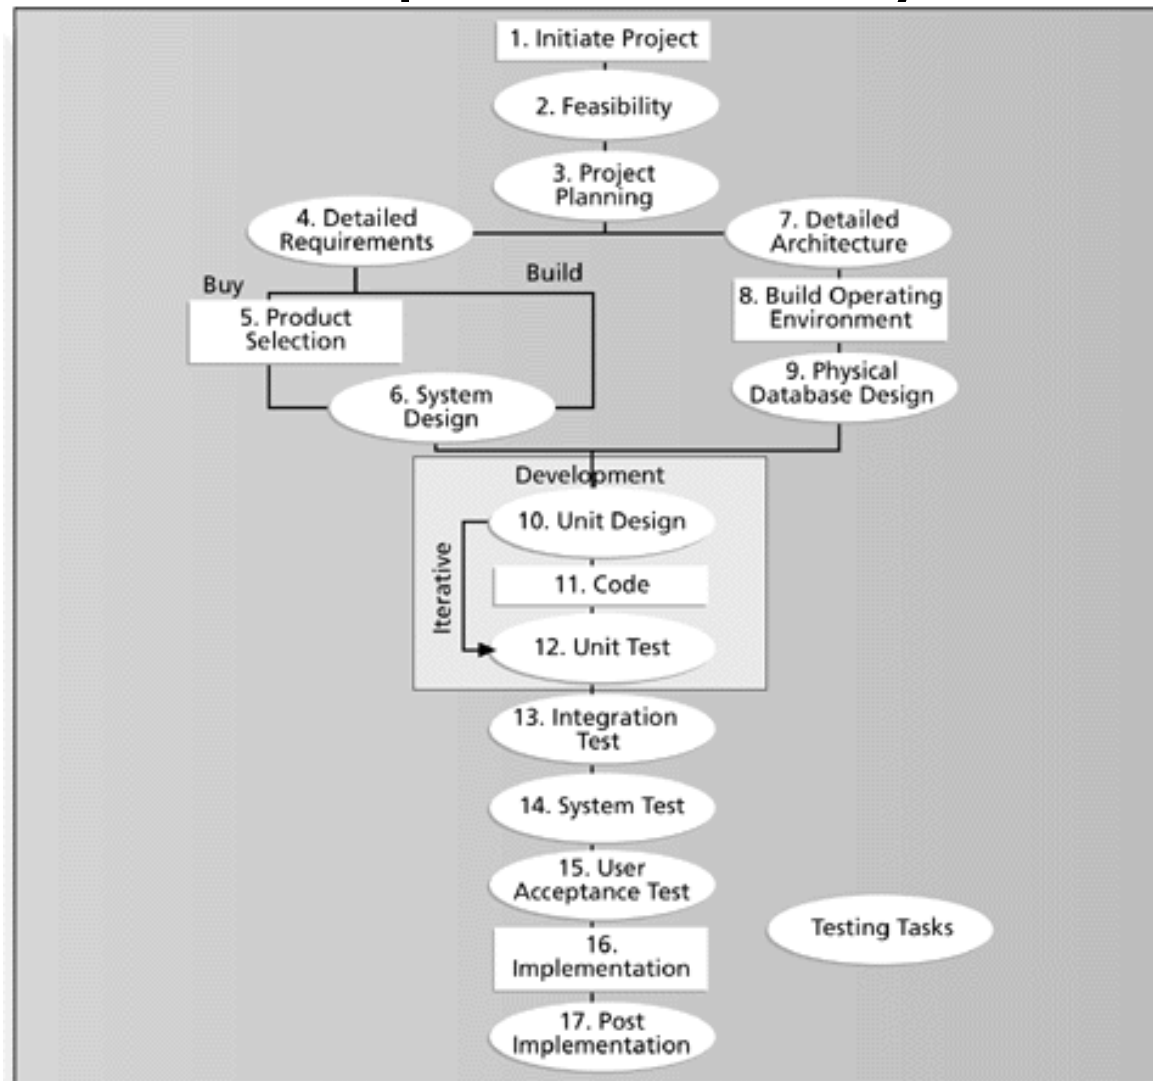 1. Initiate Project
2. Feasibility
3. Project
Planning
4. Detailed
Requirements
7. Detailed
Architecture
Buy
Build
5. Product
Selection
8. Build Operating
Environment
6. System
Design
9. Physical
Database Design
Development
10. Unit Design
Iterative
11. Code
12. Unit Test
13. Integration
Test
14. System Test
15. User
Acceptance Test
Testing Tasks
16.
Implementation
17. Post
Implementation